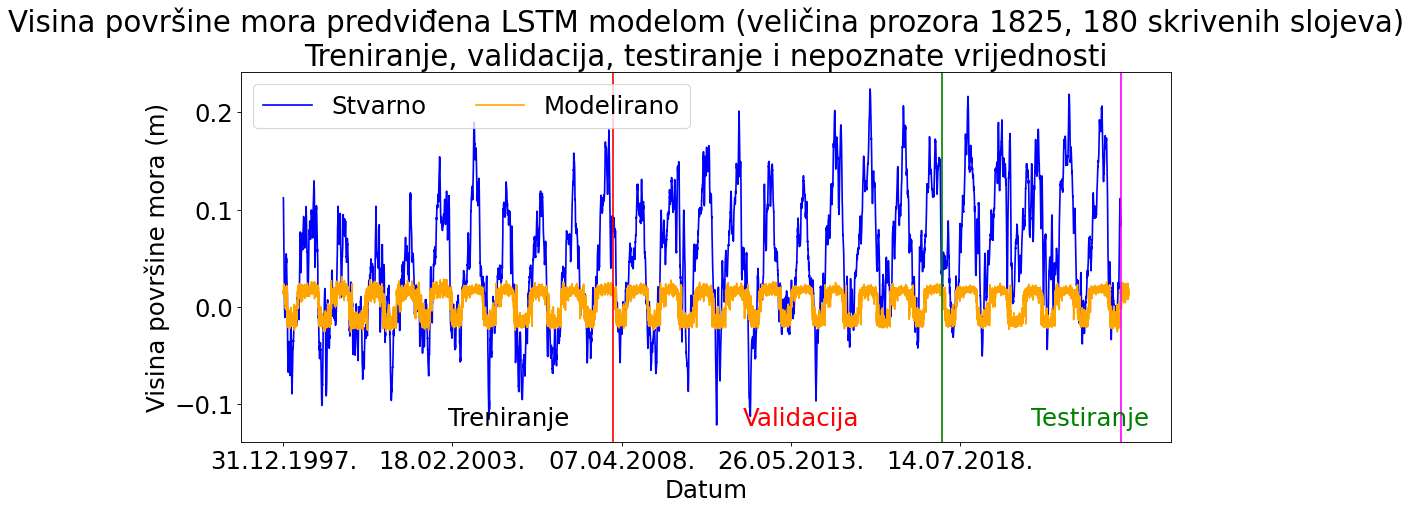 Visina površine mora predviđena LSTM modelom (veličina prozora 1825, 180 skrivenih slojeva)
Treniranje, validacija, testiranje i nepoznate vrijednosti
Stvarno Modelirano
Visina površine mora (m)
0.2
0.1
0.0
−0.1
Treniranje Validacija Testiranje
31.12.1997. 18.02.2003. 07.04.2008. 26.05.2013. 14.07.2018.
Datum